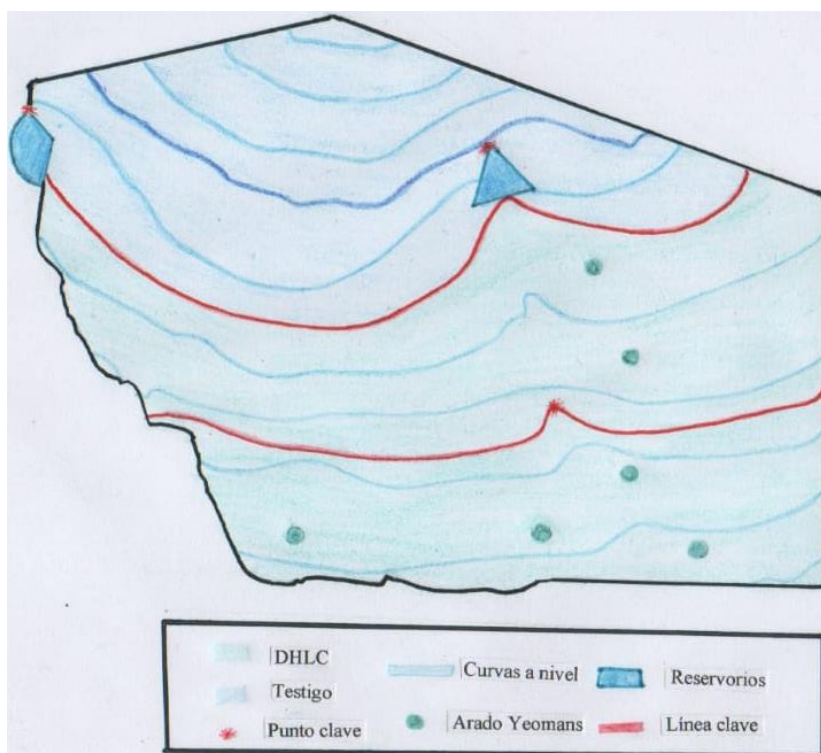 DHLC
Curvas a nivel
Reservorios
Testigo
Punto clave
Arado Yeomans
Línea clave